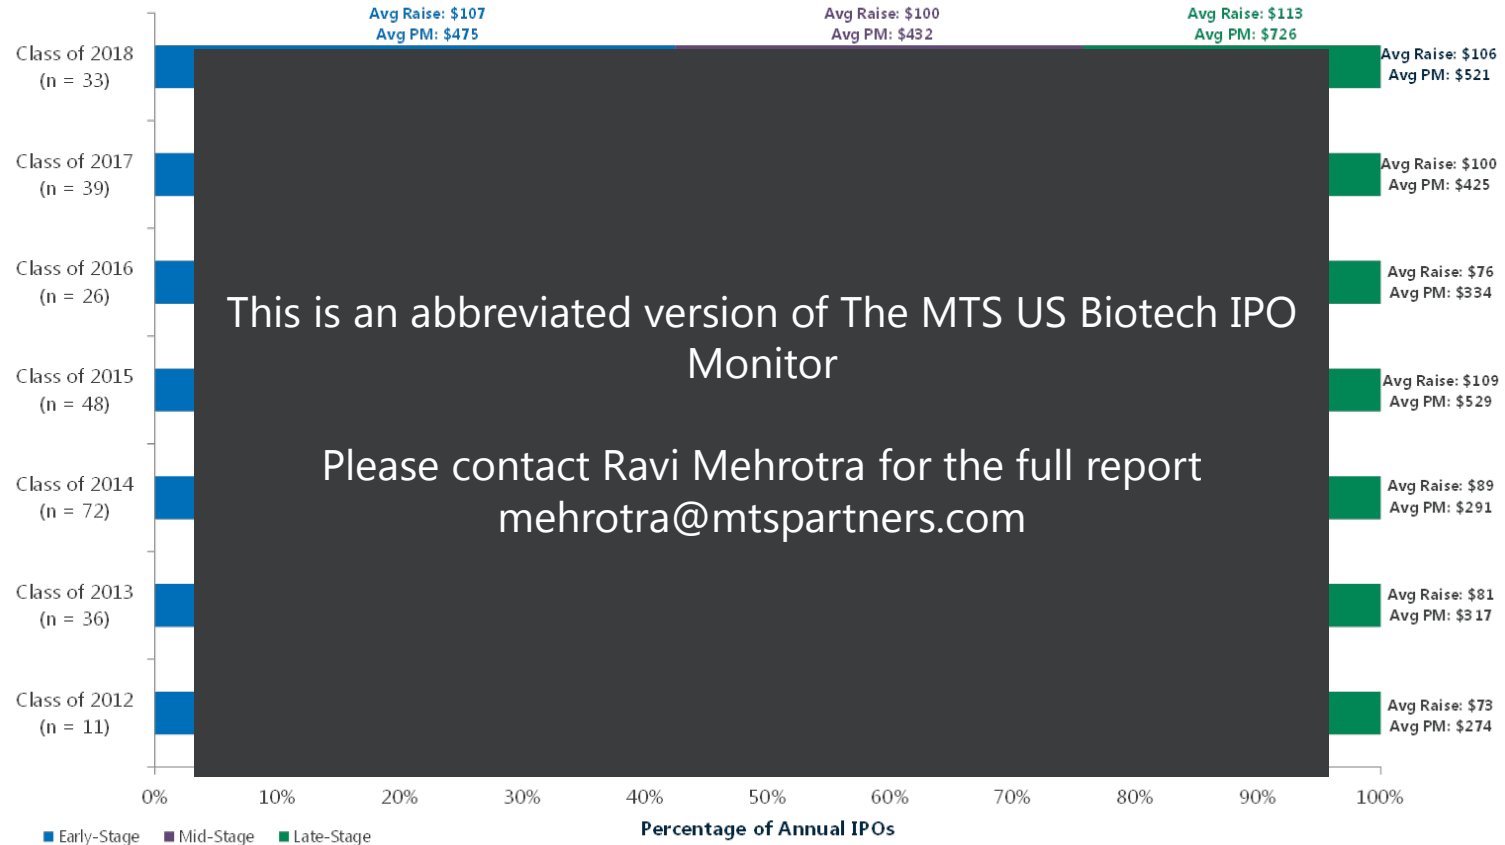 Avg Raise: $107
Avg PM: $475
Avg Raise: $100
Avg PM: $432
Avg Raise: $113
Avg PM: $726
Class of 2018
(n = 33)
Avg Raise: $106
Avg PM: $521
Class of 2017
(n = 39)
Avg Raise: $100
Avg PM: $425
Class of 2016
(n = 26)
Avg Raise: $76
Avg PM: $334
This is an abbreviated version of The MTS US Biotech IPO
Monitor
Class of 2015
(n = 48)
Avg Raise: $109
Avg PM: $529
Please contact Ravi Mehrotra for the full report
mehrotra@mtspartners.com
Class of 2014
(n = 72)
Avg Raise: $89
Avg PM: $291
Class of 2013
(n = 36)
Avg Raise: $81
Avg PM: $317
Class of 2012
(n = 11)
Avg Raise: $73
Avg PM: $274
0% 10% 20% 30% 40% 50% 60% 70% 80% 90% 100%
Percentage of Annual IPOs
Early-Stage Mid-Stage Late-Stage